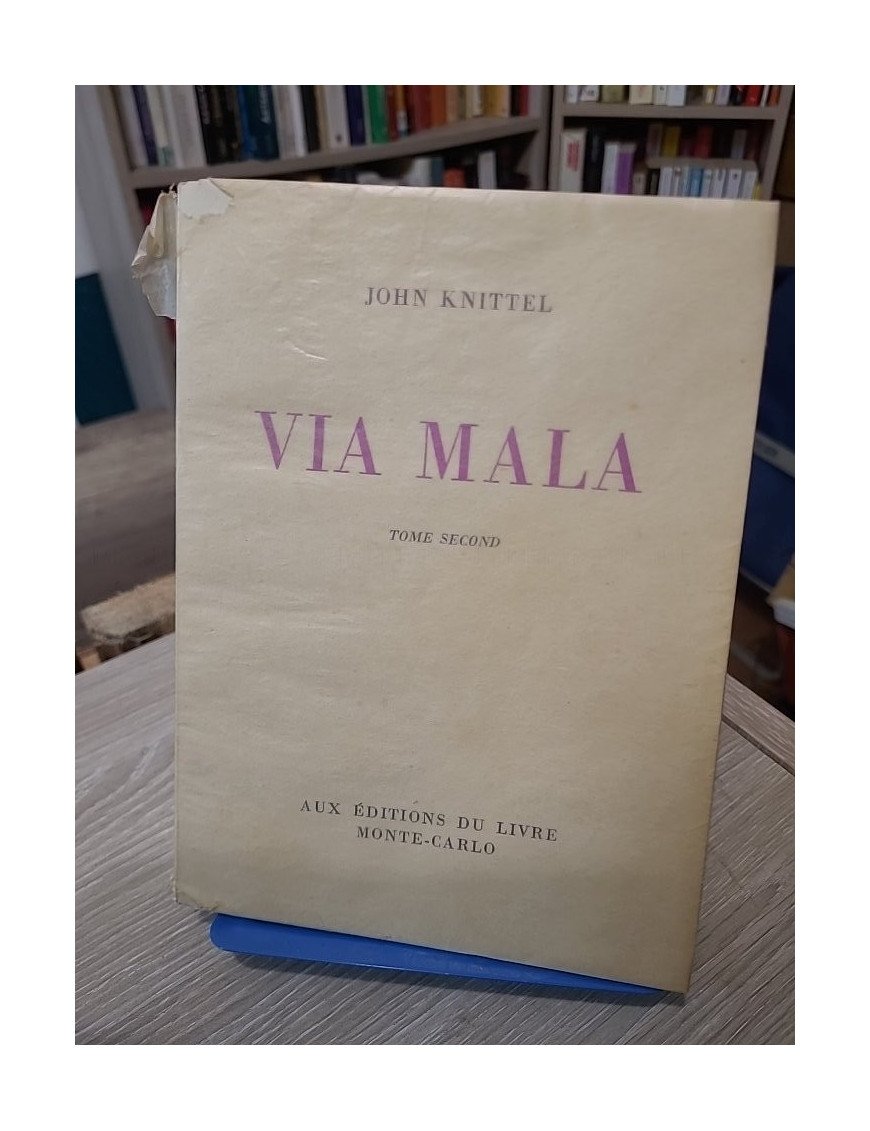 JOHN KNITTEL
VIA MALA
TOME SECOND
AUX ÉDITIONS DU LIVRE
MONTE-CARLO